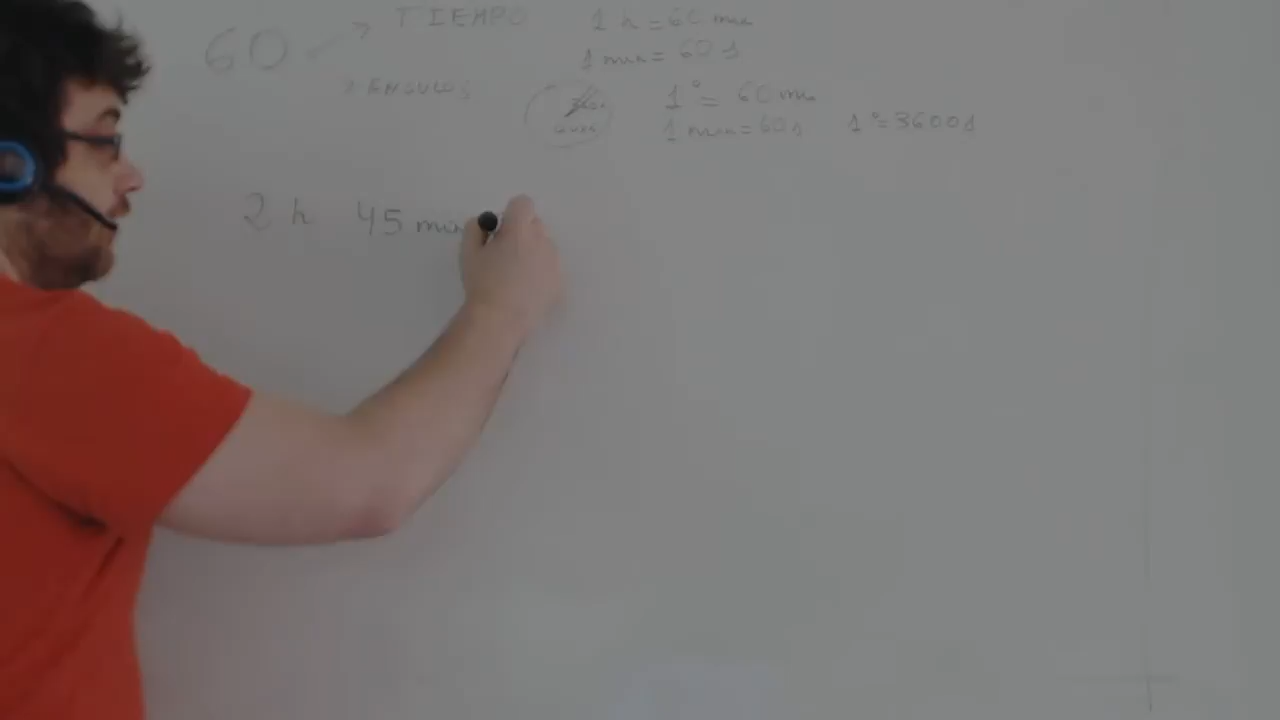 60 TIEMPO 1 h = 60 min
1 min = 60 s
ÁNGULOS 1° = 60 min
1 min = 60 s 1° = 3600 s
2 h 45 min